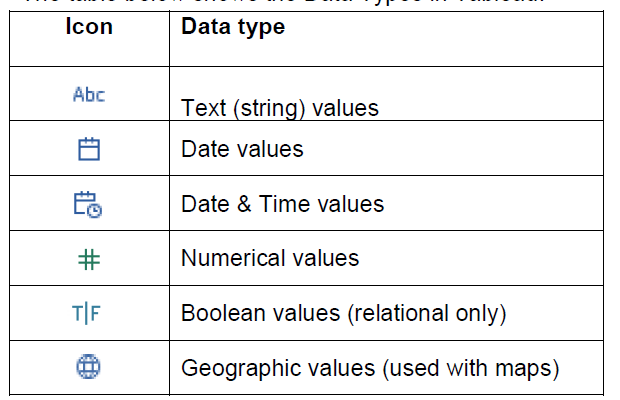 The table below shows the Data Types in Tableau.
Icon Data type
Abc Text (string) values
Date values
Date & Time values
# Numerical values
T|F Boolean values (relational only)
Geographic values (used with maps)